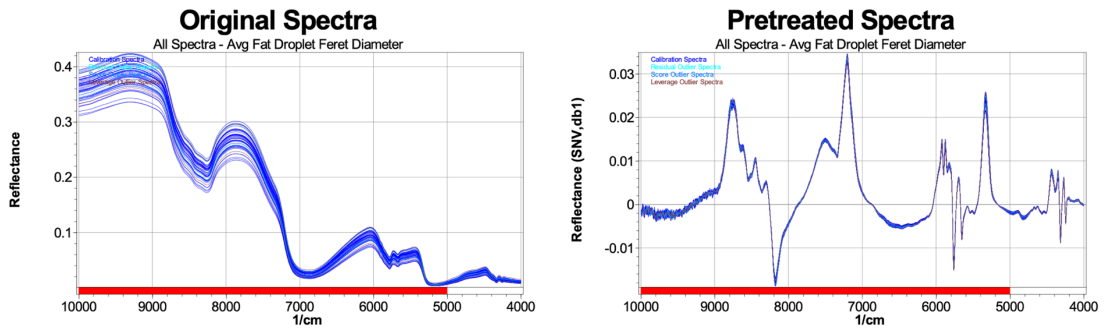 Original Spectra
All Spectra - Avg Fat Droplet Feret Diameter
Calibration Spectra
Leverage Outlier Spectra
Reflectance
0.4
0.3
0.2
0.1
10000 9000 8000 7000 6000 5000 4000
1/cm
Pretreated Spectra
All Spectra - Avg Fat Droplet Feret Diameter
Calibration Spectra
Residual Outlier Spectra
Score Outlier Spectra
Leverage Outlier Spectra
Reflectance (SNV,db1)
0.03
0.02
0.01
0
-0.01
10000 9000 8000 7000 6000 5000 4000
1/cm